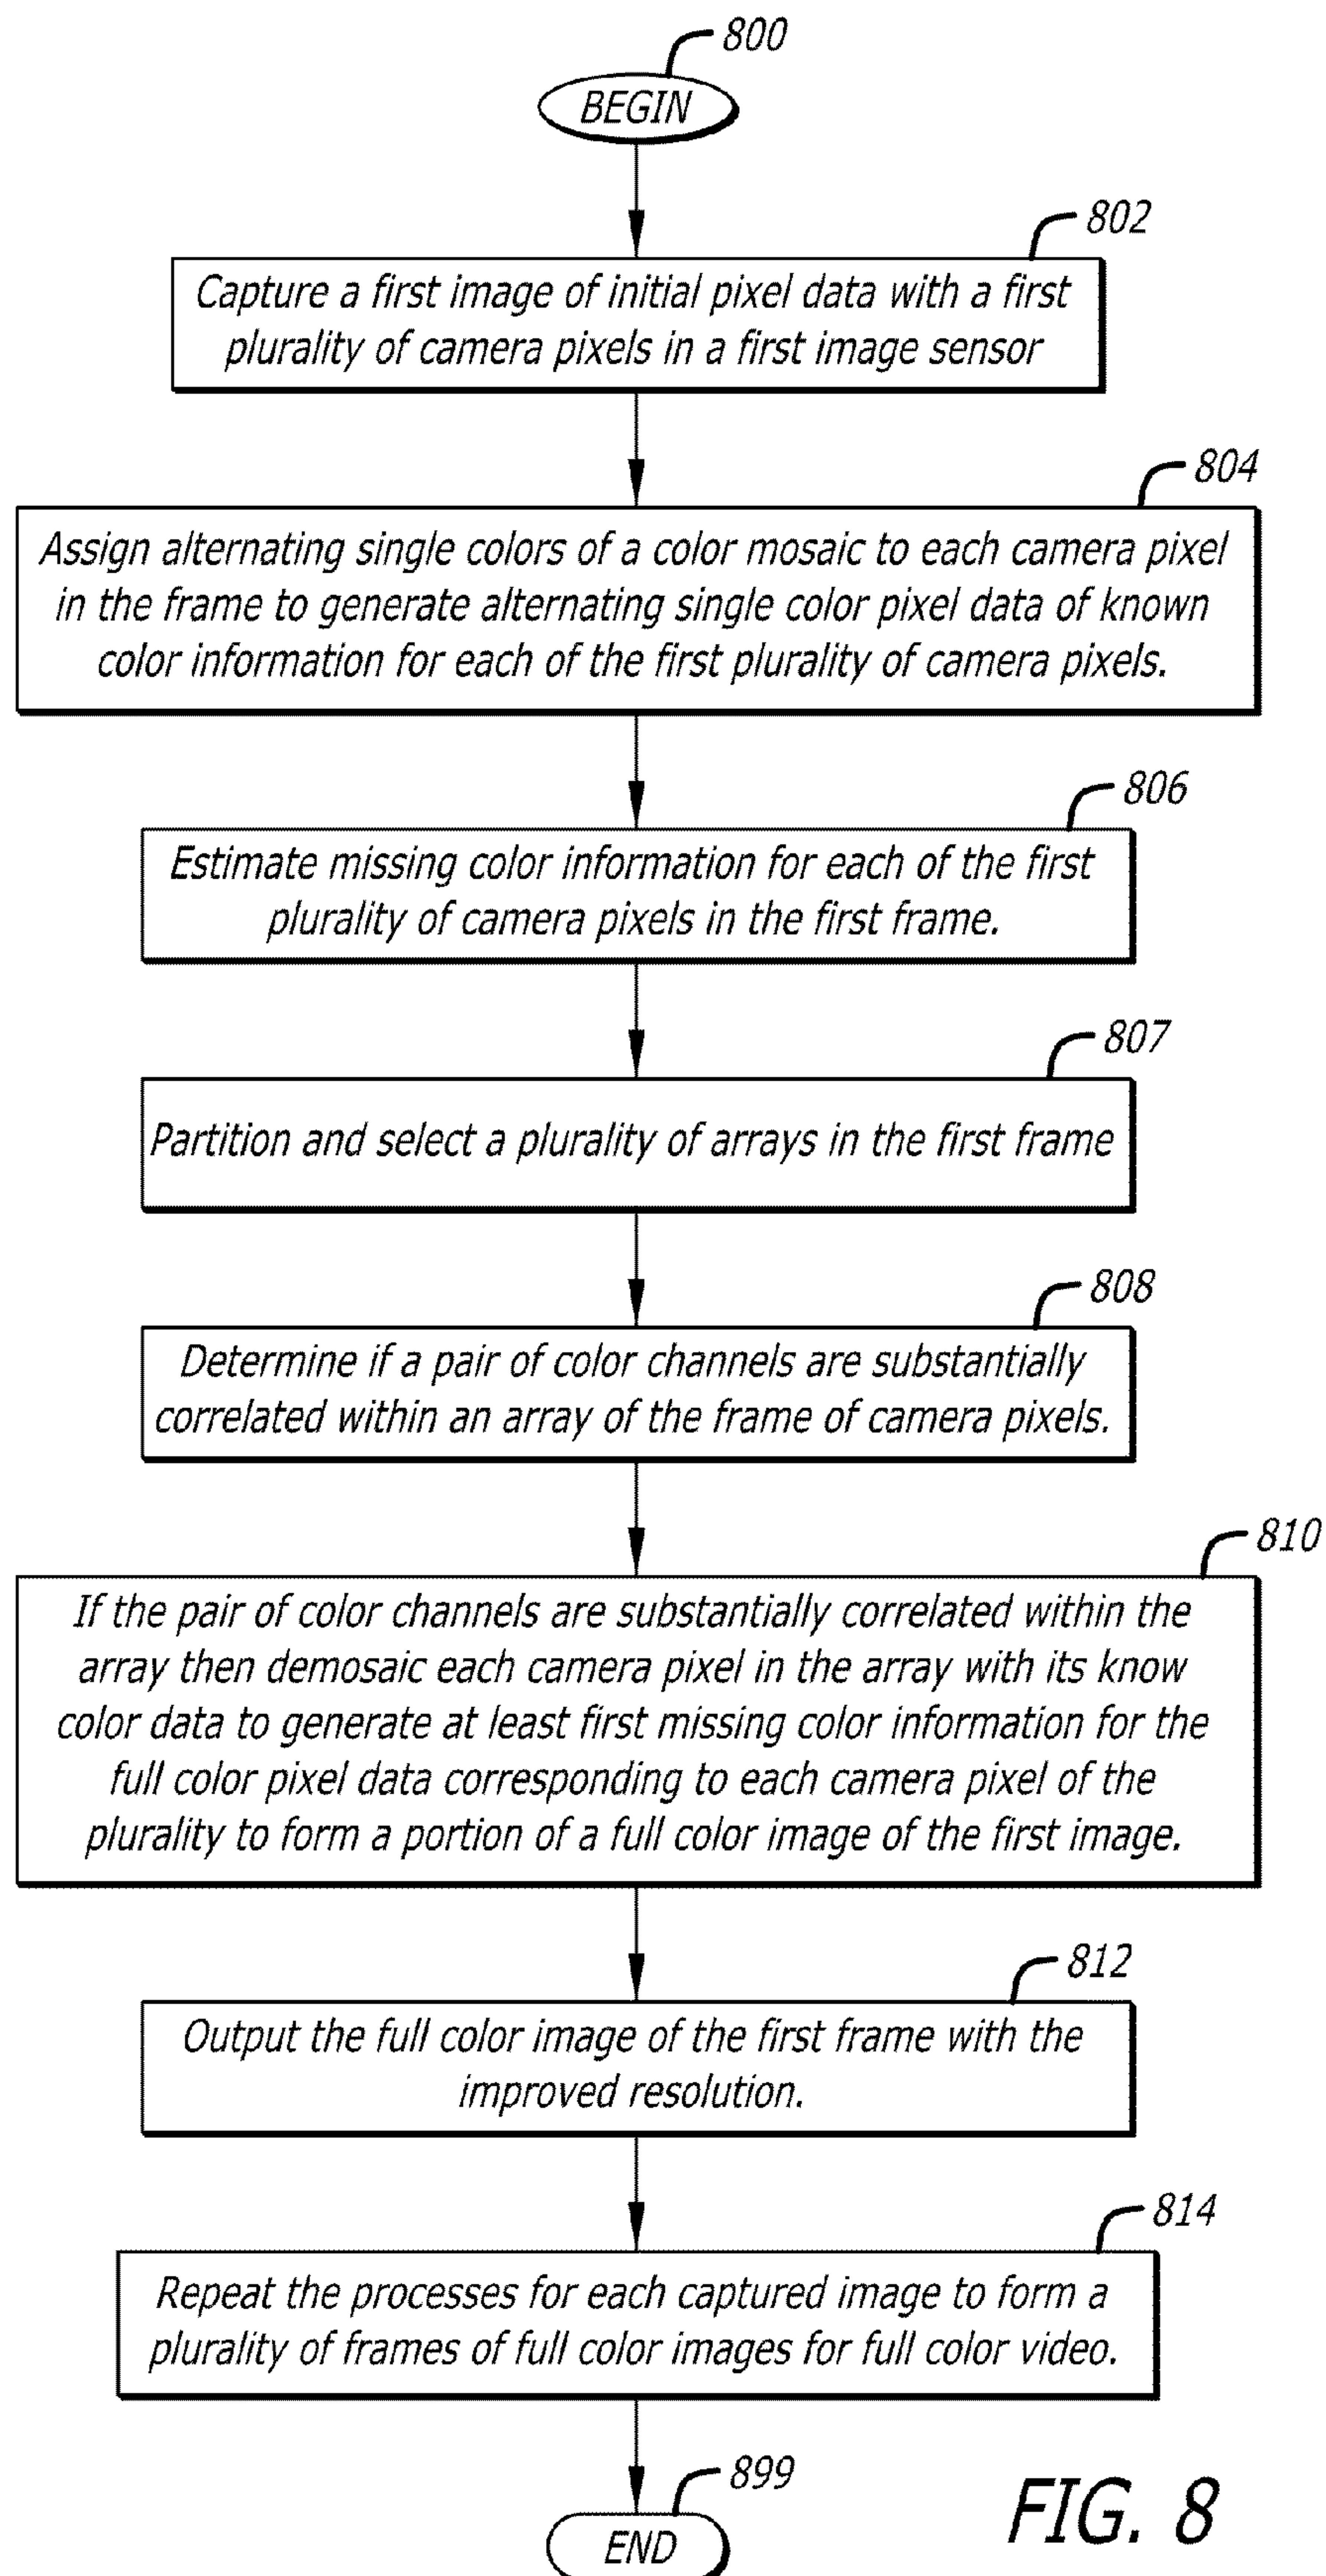 800
BEGIN
802
Capture a first image of initial pixel data with a first
plurality of camera pixels in a first image sensor
804
Assign alternating single colors of a color mosaic to each camera pixel
in the frame to generate alternating single color pixel data of known
color information for each of the first plurality of camera pixels.
806
Estimate missing color information for each of the first
plurality of camera pixels in the first frame.
807
Partition and select a plurality of arrays in the first frame
808
Determine if a pair of color channels are substantially
correlated within an array of the frame of camera pixels.
810
If the pair of color channels are substantially correlated within the
array then demosaic each camera pixel in the array with its know
color data to generate at least first missing color information for the
full color pixel data corresponding to each camera pixel of the
plurality to form a portion of a full color image of the first image.
812
Output the full color image of the first frame with the
improved resolution.
814
Repeat the processes for each captured image to form a
plurality of frames of full color images for full color video.
899
END
FIG. 8